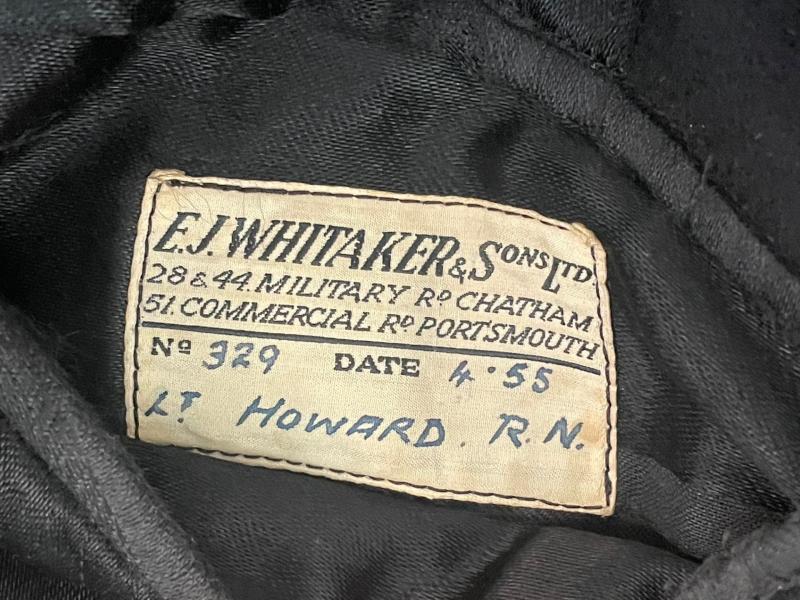 E.J. WHITAKER & SONS LTD
28 & 44. MILITARY RD CHATHAM
51. COMMERCIAL RD PORTSMOUTH
No 329 DATE 4·55
LT HOWARD. R.N.